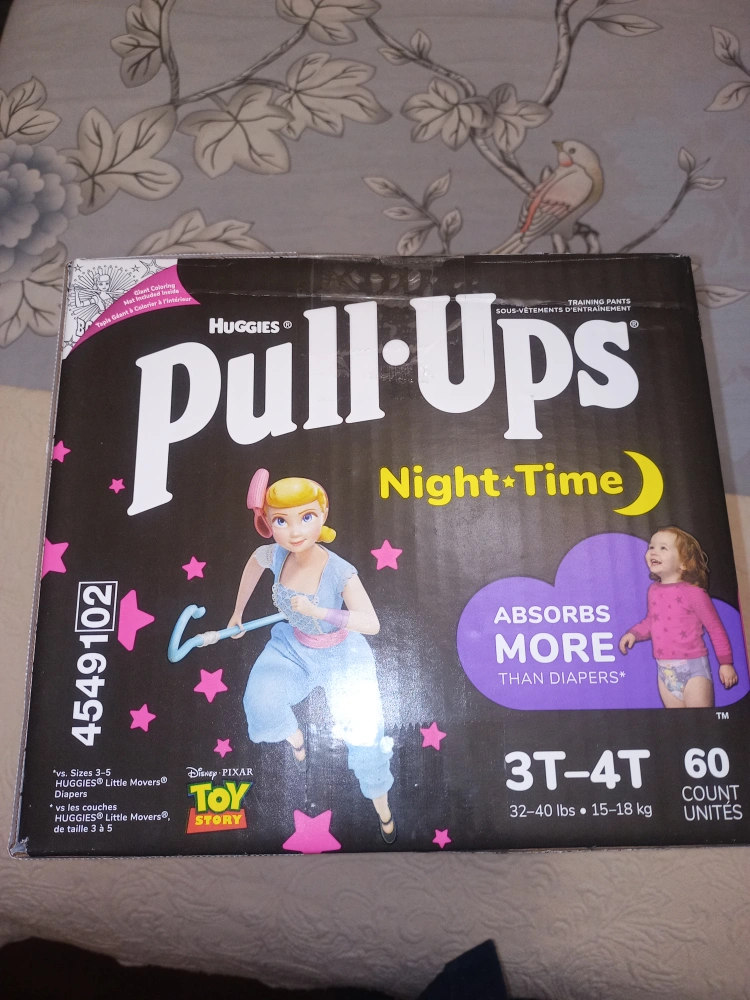 Giant Coloring
Mat Included Inside
Tapis Géant à Colorier à l'intérieur
HUGGIES®
TRAINING PANTS
SOUS-VÊTEMENTS D'ENTRAÎNEMENT
Pull·Ups®
Night★Time
ABSORBS
MORE
THAN DIAPERS*
TM
4549102
*vs. Sizes 3–5
HUGGIES® Little Movers®
Diapers
* vs les couches
HUGGIES® Little Movers®,
de taille 3 à 5
Disney · PIXAR
TOY
STORY
3T–4T
32–40 lbs • 15–18 kg
60
COUNT
UNITÉS